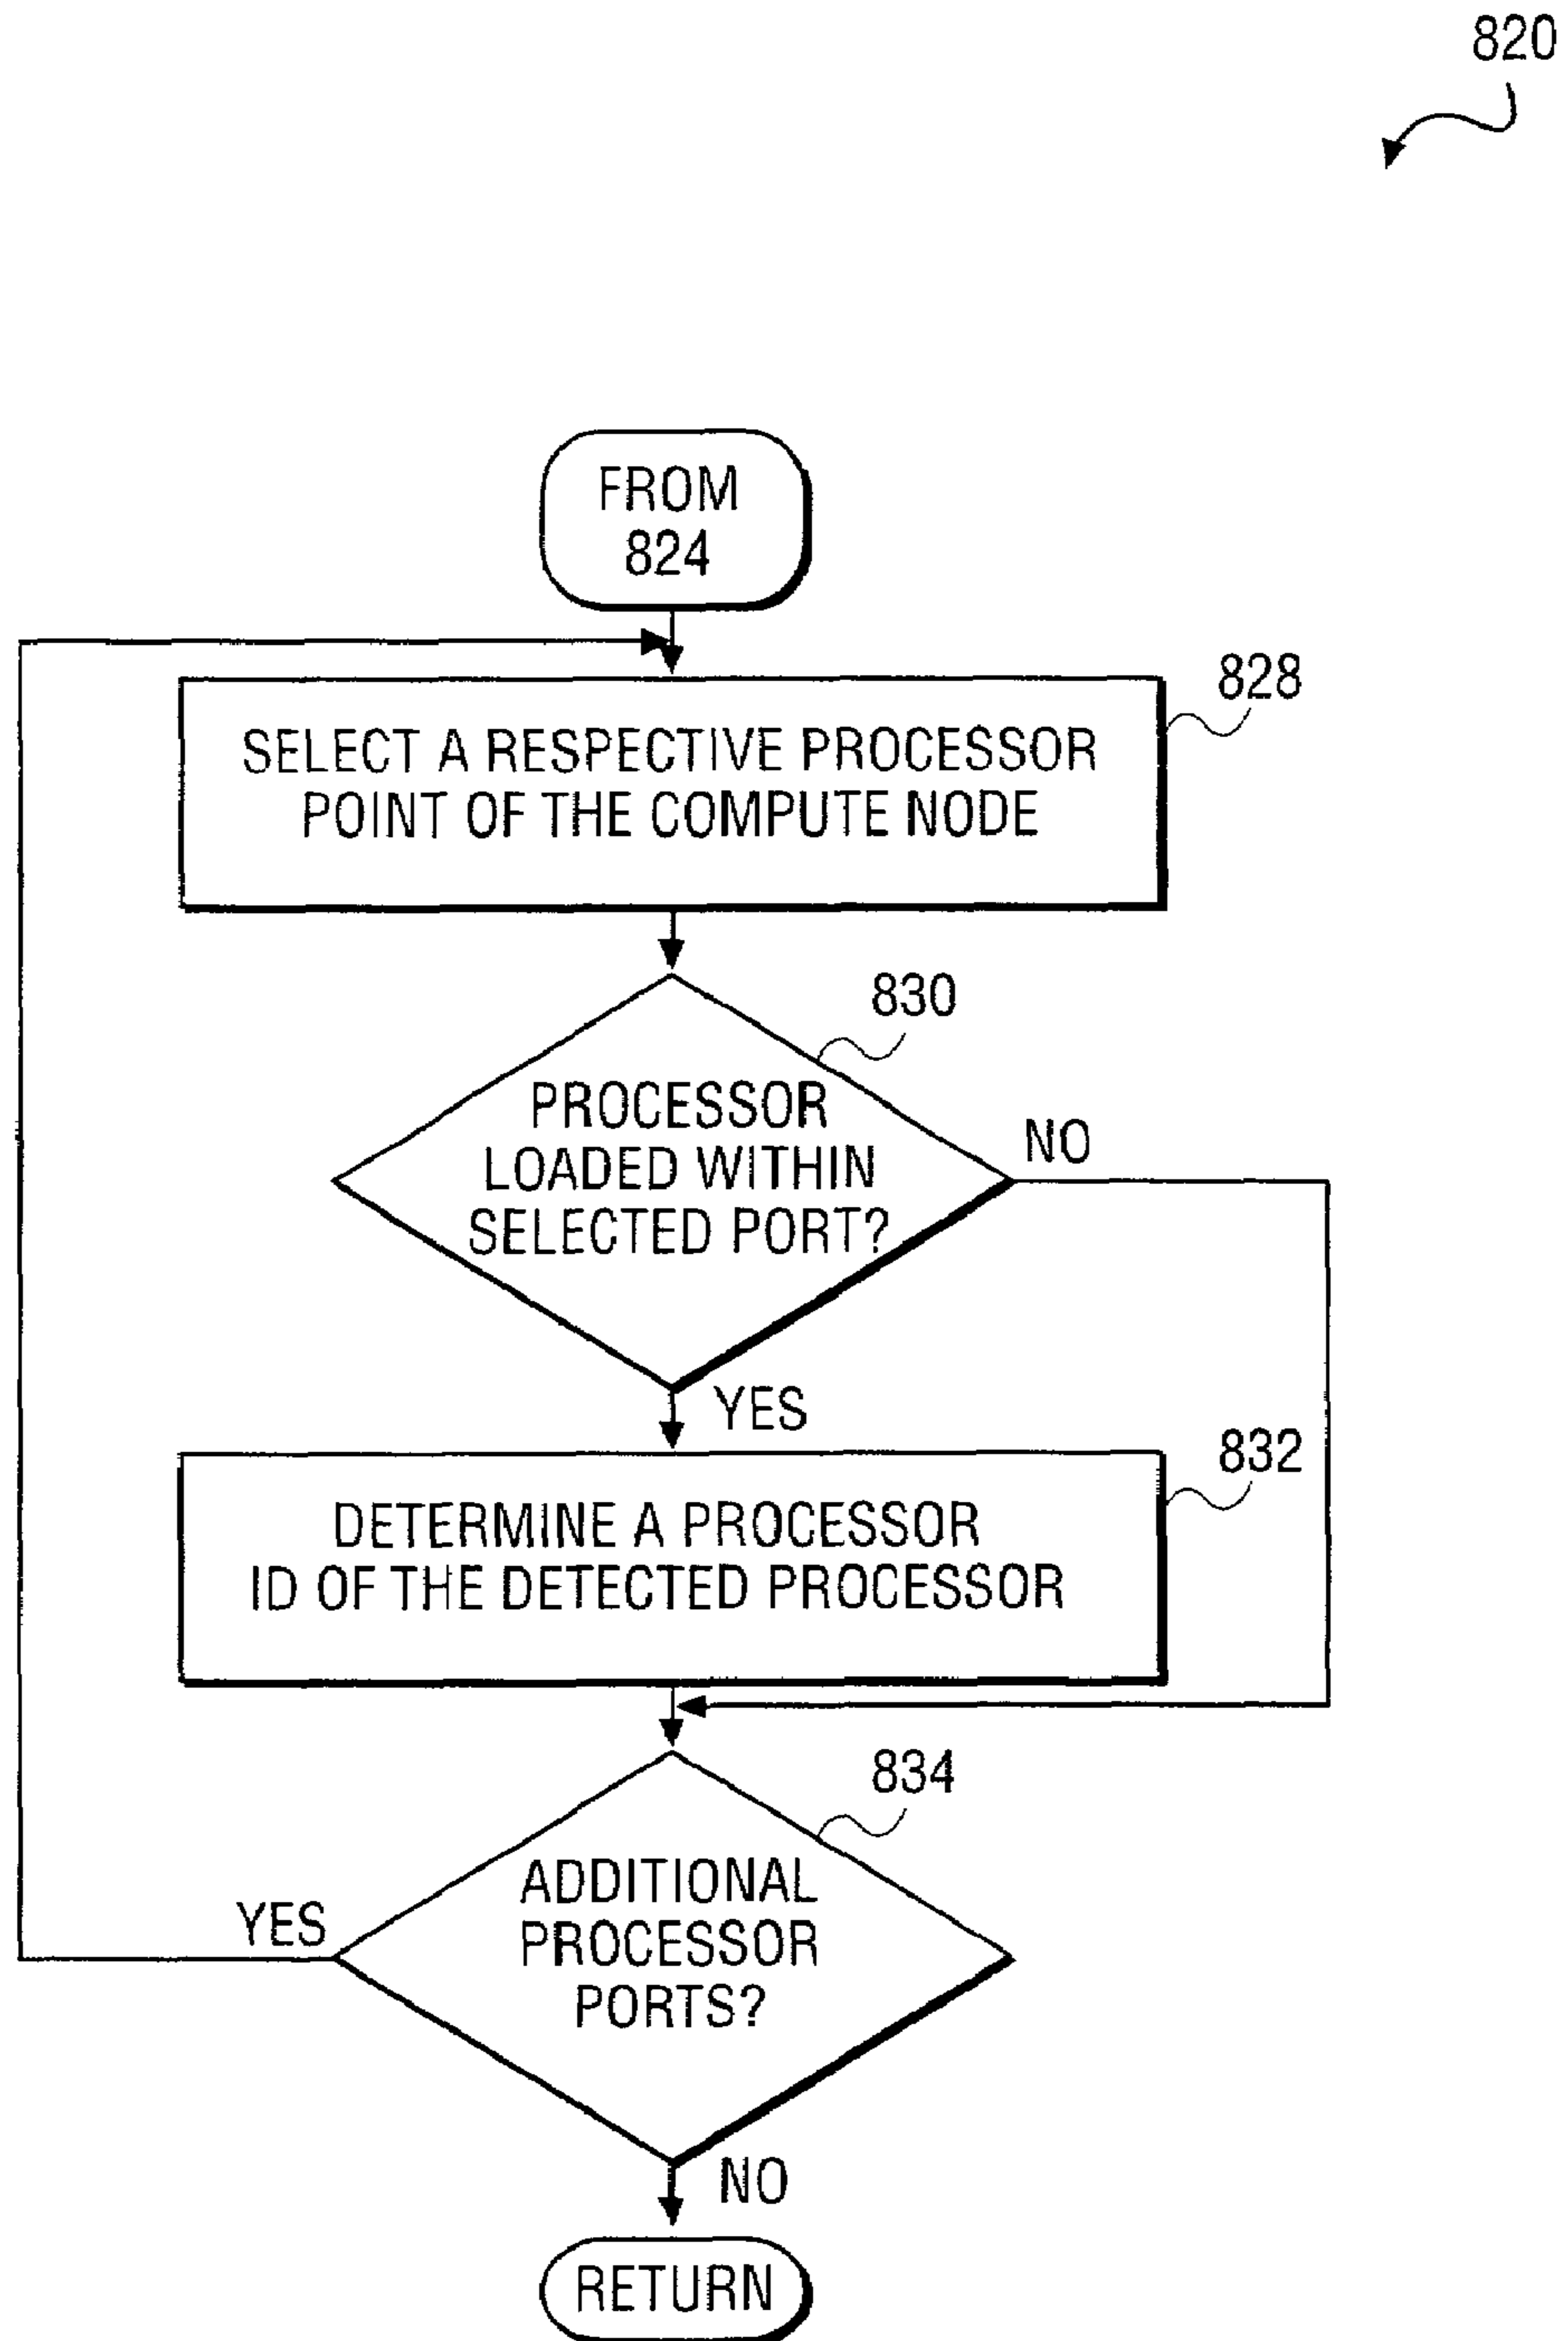 820
FROM
824
828
SELECT A RESPECTIVE PROCESSOR
POINT OF THE COMPUTE NODE
830
PROCESSOR
LOADED WITHIN
SELECTED PORT?
NO
YES
832
DETERMINE A PROCESSOR
ID OF THE DETECTED PROCESSOR
834
ADDITIONAL
PROCESSOR
PORTS?
YES
NO
RETURN